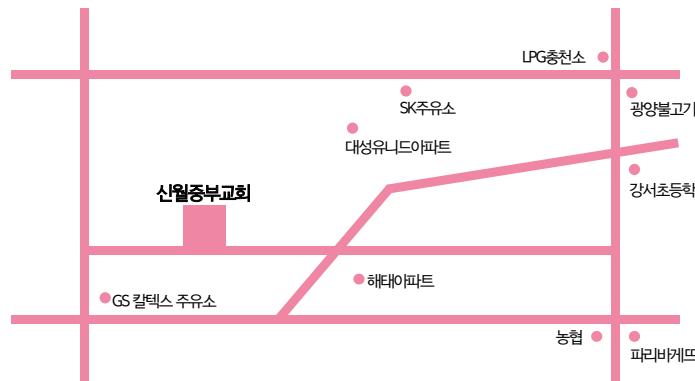 LPG충천소
SK주유소
광양불고기
대성유니드아파트
강서초등학
신월중부교회
해태아파트
GS 칼텍스 주유소
농협
파리바게뜨